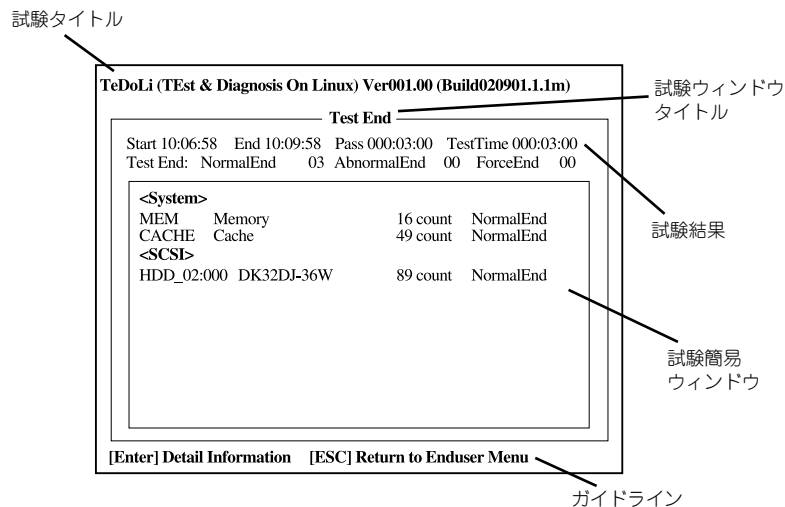 試験タイトル
TeDoLi (TEst & Diagnosis On Linux) Ver001.00 (Build020901.1.1m)
試験ウィンドウ
タイトル
Test End
Start 10:06:58 End 10:09:58 Pass 000:03:00 TestTime 000:03:00
Test End: NormalEnd 03 AbnormalEnd 00 ForceEnd 00
試験結果
<System>
MEM Memory 16 count NormalEnd
CACHE Cache 49 count NormalEnd
<SCSI>
HDD_02:000 DK32DJ-36W 89 count NormalEnd
試験簡易
ウィンドウ
[Enter] Detail Information [ESC] Return to Enduser Menu
ガイドライン